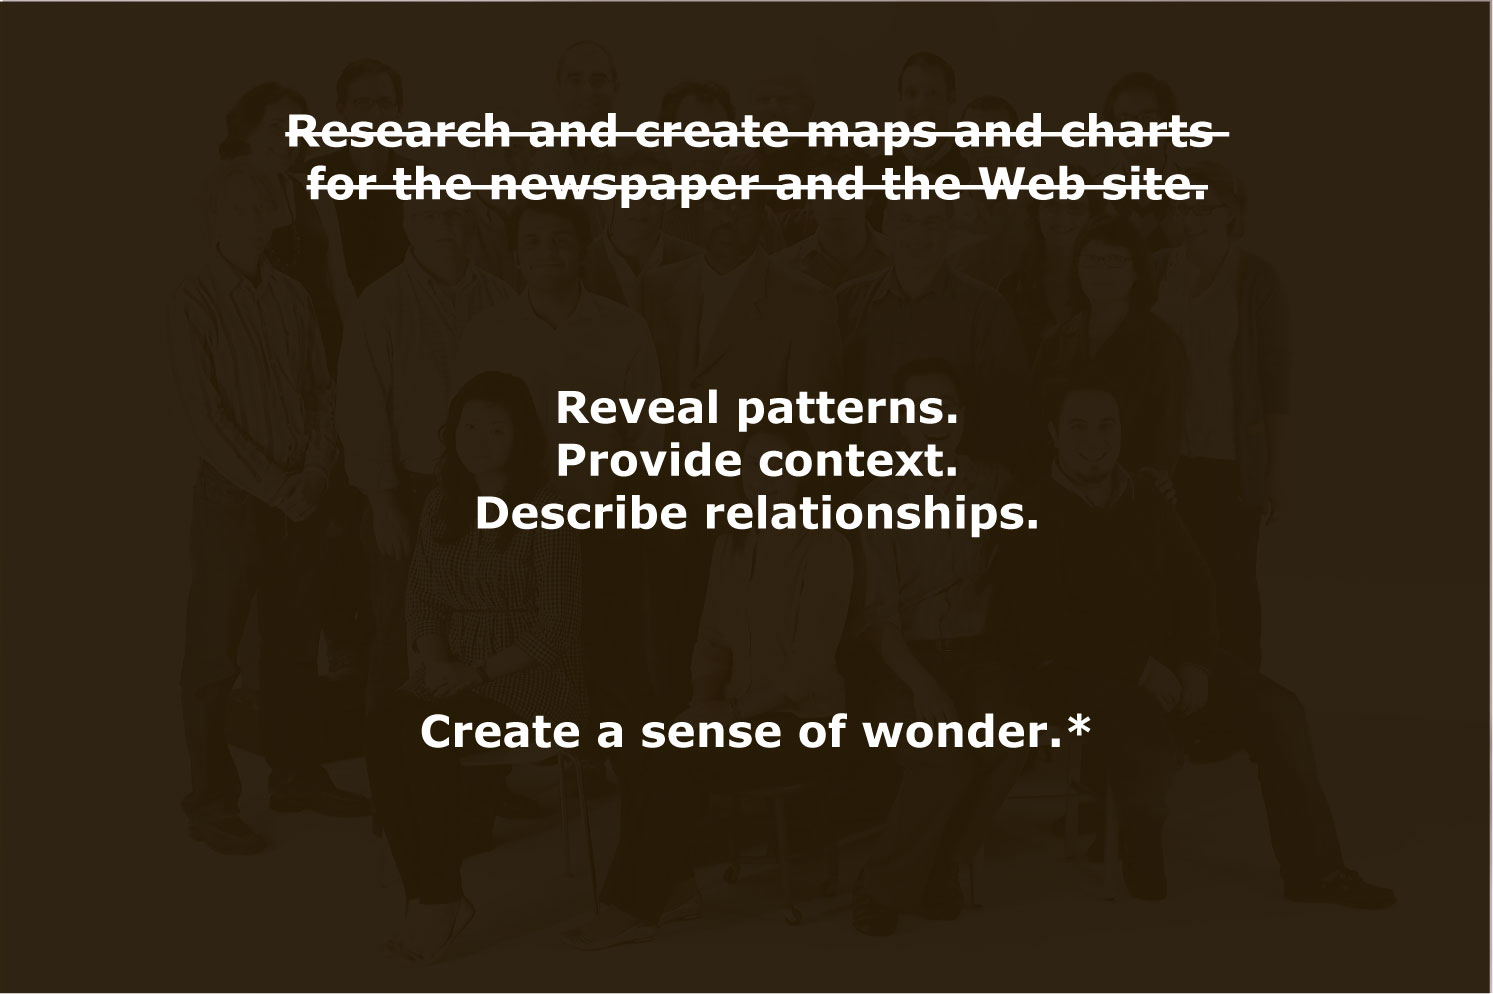 Research and create maps and charts
for the newspaper and the Web site.
Reveal patterns.
Provide context.
Describe relationships.
Create a sense of wonder.*